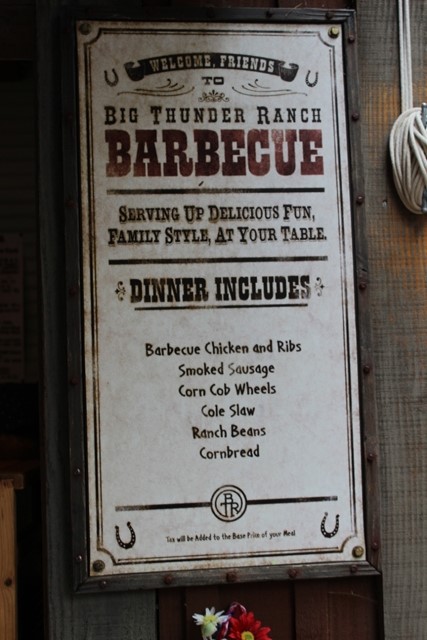 WELCOME, FRIENDS
TO
BIG THUNDER RANCH
BARBECUE
SERVING UP DELICIOUS FUN,
FAMILY STYLE, AT YOUR TABLE.
DINNER INCLUDES
Barbecue Chicken and Ribs
Smoked Sausage
Corn Cob Wheels
Cole Slaw
Ranch Beans
Cornbread
BTR
Tax will be Added to the Base Price of your Meal